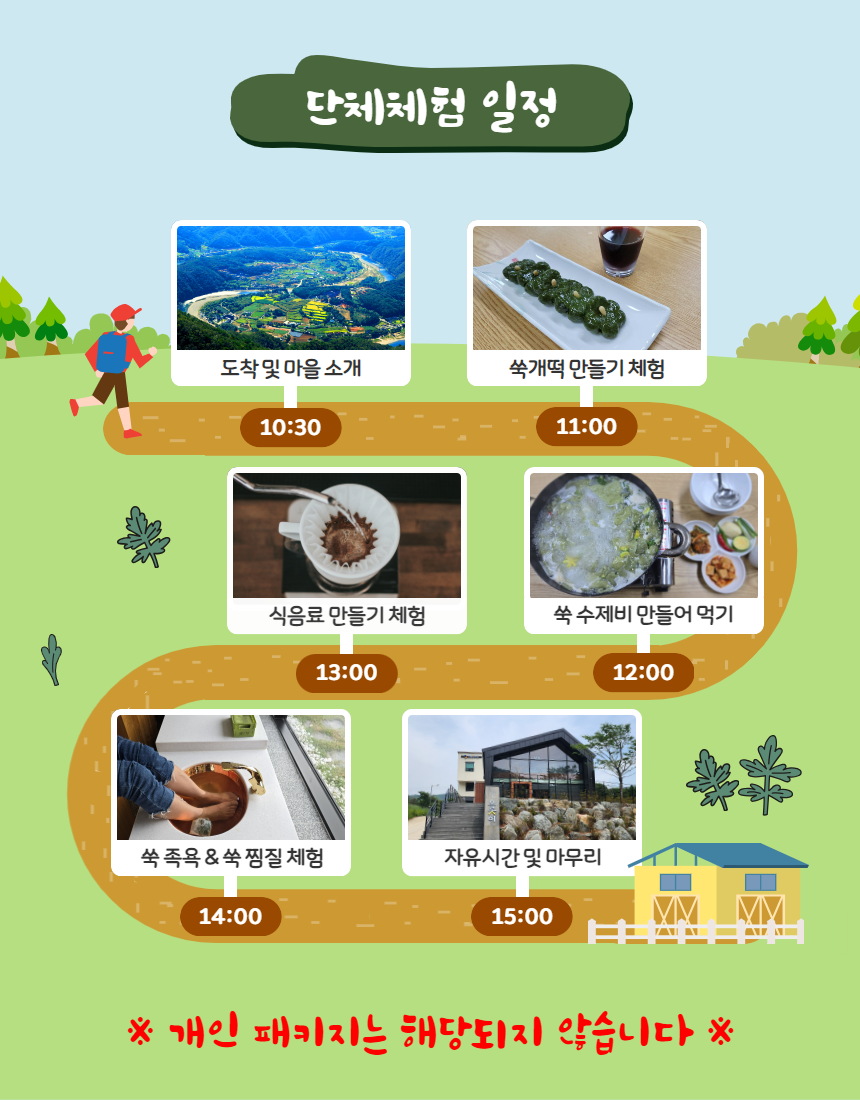 단체체험 일정
도착 및 마을 소개
10:30
쑥개떡 만들기 체험
11:00
쑥 수제비 만들어 먹기
12:00
식음료 만들기 체험
13:00
쑥 족욕 & 쑥 찜질 체험
14:00
자유시간 및 마무리
15:00
※ 개인 패키지는 해당되지 않습니다 ※